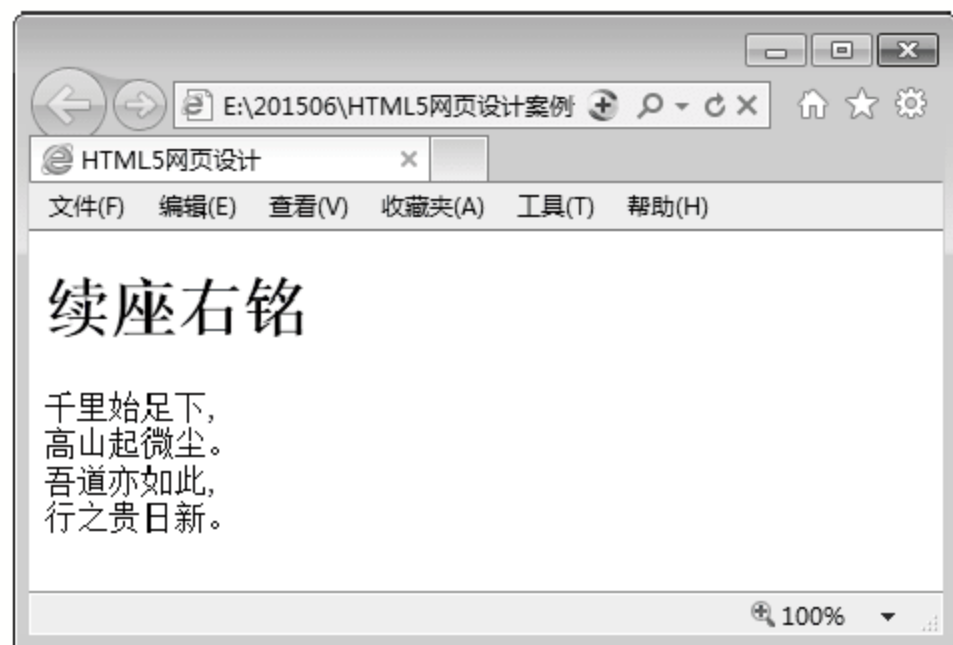 E:\201506\HTML5网页设计案例
HTML5网页设计
文件(F) 编辑(E) 查看(V) 收藏夹(A) 工具(T) 帮助(H)
续座右铭
千里始足下,
高山起微尘。
吾道亦如此,
行之贵日新。
100%